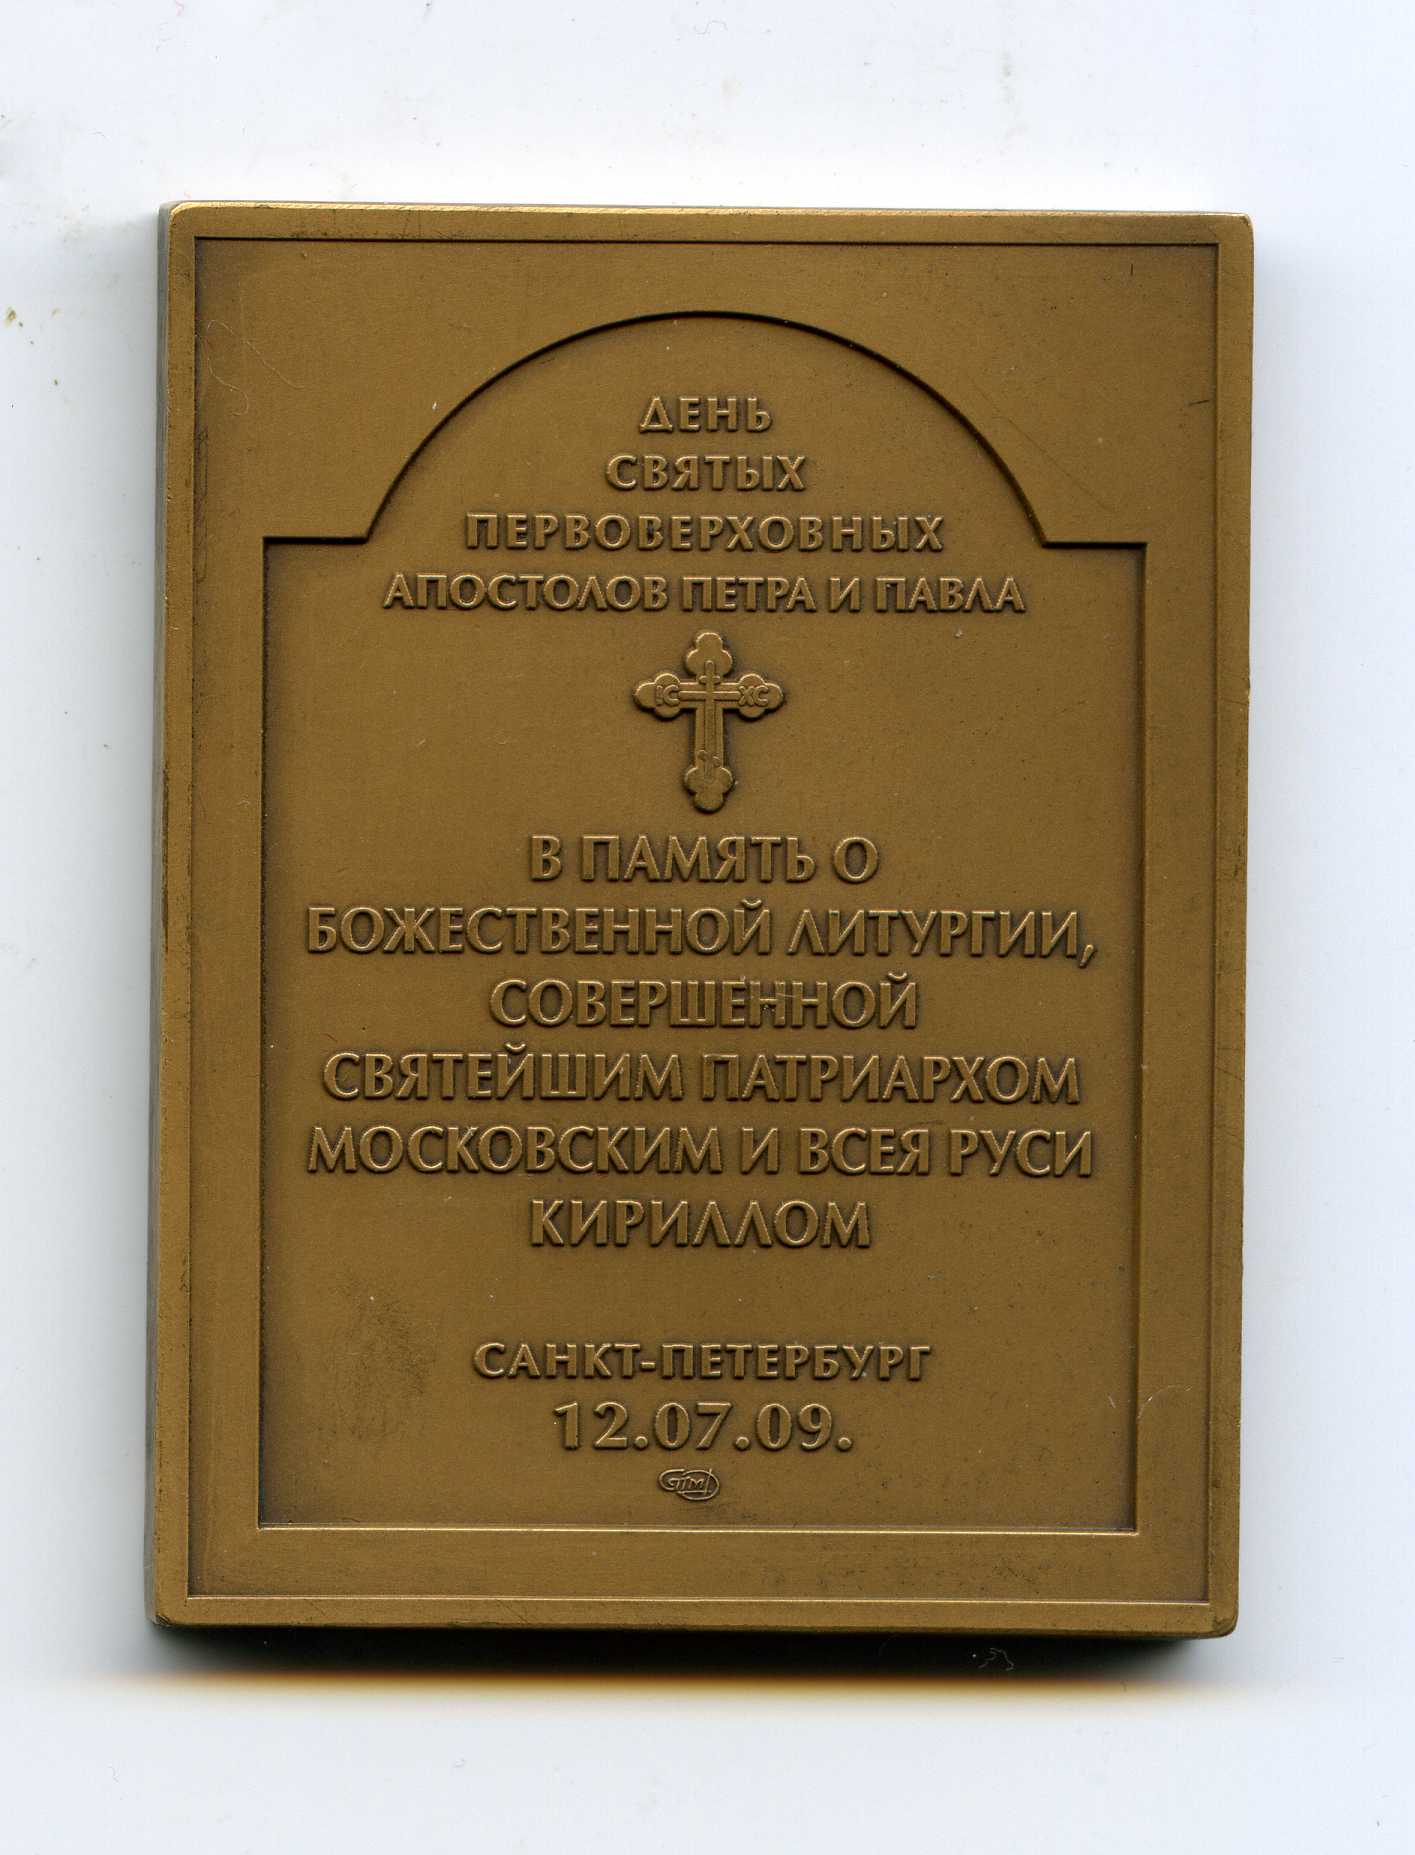 ДЕНЬ
СВЯТЫХ
ПЕРВОВЕРХОВНЫХ
АПОСТОЛОВ ПЕТРА И ПАВЛА
IC XC
В ПАМЯТЬ О
БОЖЕСТВЕННОЙ ЛИТУРГИИ,
СОВЕРШЕННОЙ
СВЯТЕЙШИМ ПАТРИАРХОМ
МОСКОВСКИМ И ВСЕЯ РУСИ
КИРИЛЛОМ
САНКТ-ПЕТЕРБУРГ
12.07.09.